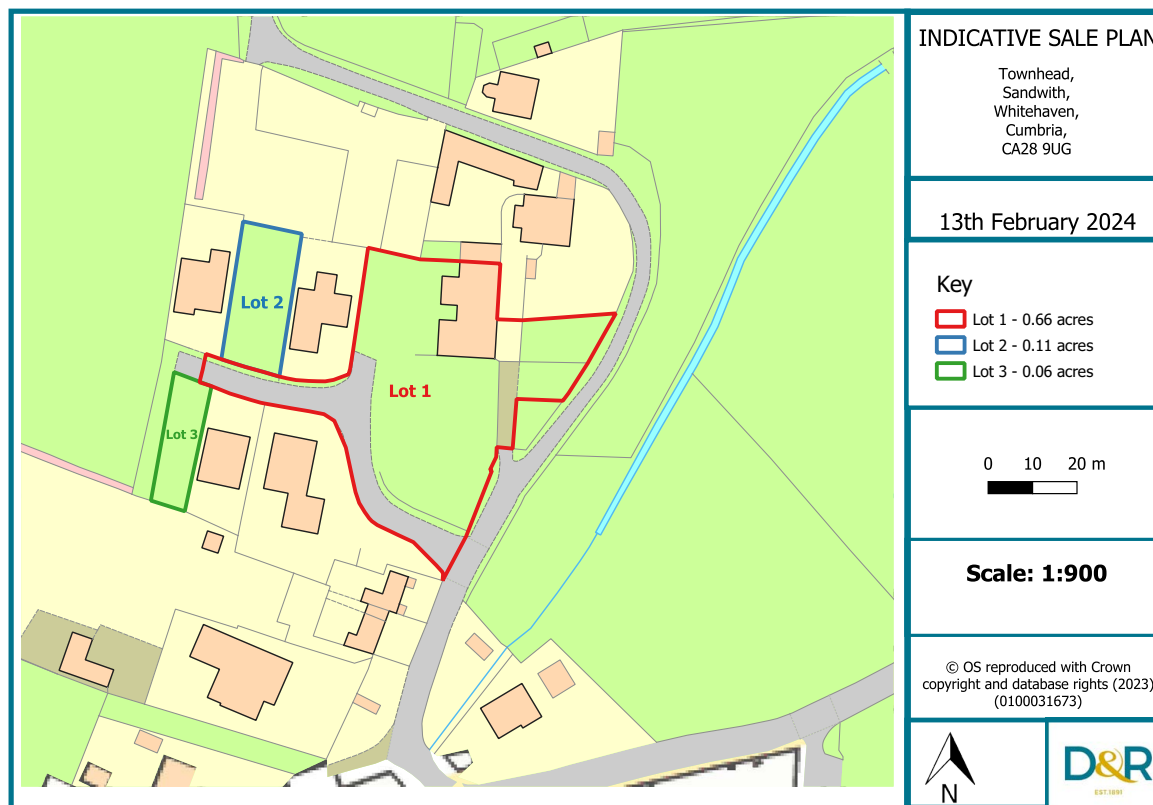 INDICATIVE SALE PLAN
Townhead,
Sandwith,
Whitehaven,
Cumbria,
CA28 9UG
13th February 2024
Key
Lot 1 - 0.66 acres
Lot 2 - 0.11 acres
Lot 3 - 0.06 acres
0 10 20 m
Scale: 1:900
© OS reproduced with Crown
copyright and database rights (2023)
(0100031673)
N
D&R
EST.1891
Lot 2
Lot 1
Lot 3